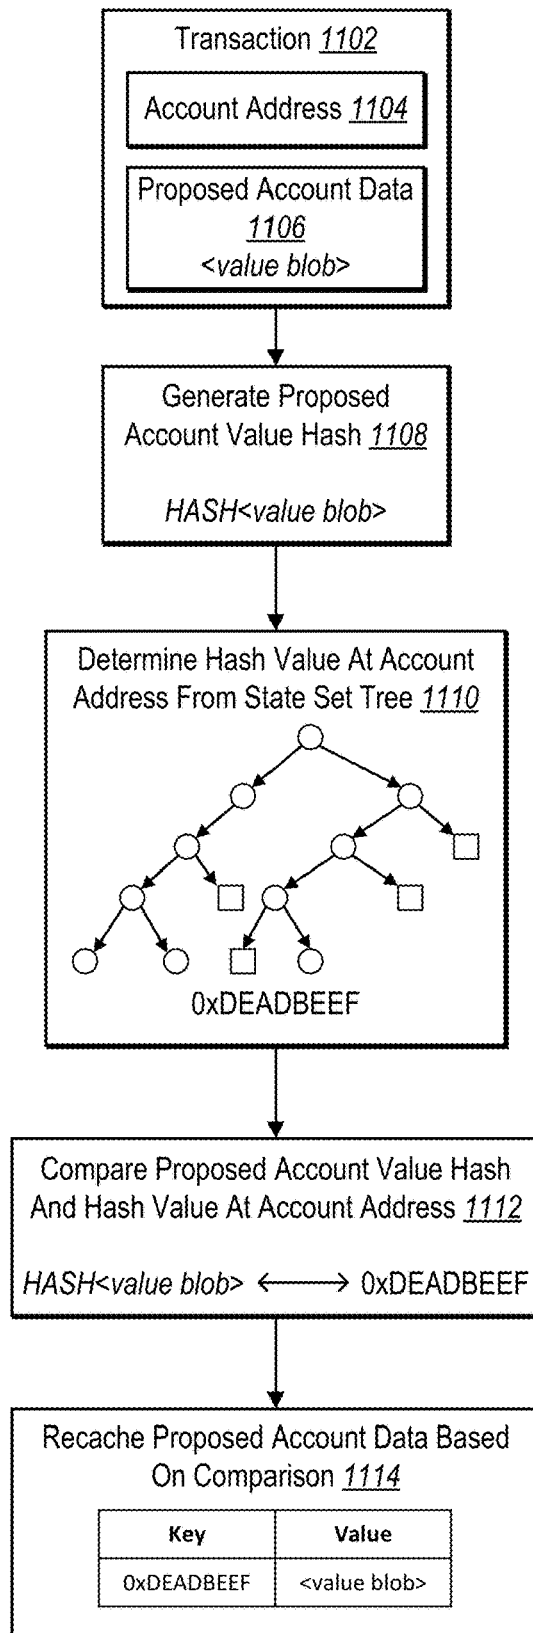 Transaction 1102
Account Address 1104
Proposed Account Data
1106
<value blob>
Generate Proposed
Account Value Hash 1108
HASH<value blob>
Determine Hash Value At Account
Address From State Set Tree 1110
0xDEADBEEF
Compare Proposed Account Value Hash
And Hash Value At Account Address 1112
HASH<value blob> ⟷ 0xDEADBEEF
Recache Proposed Account Data Based
On Comparison 1114
Key Value
0xDEADBEEF <value blob>